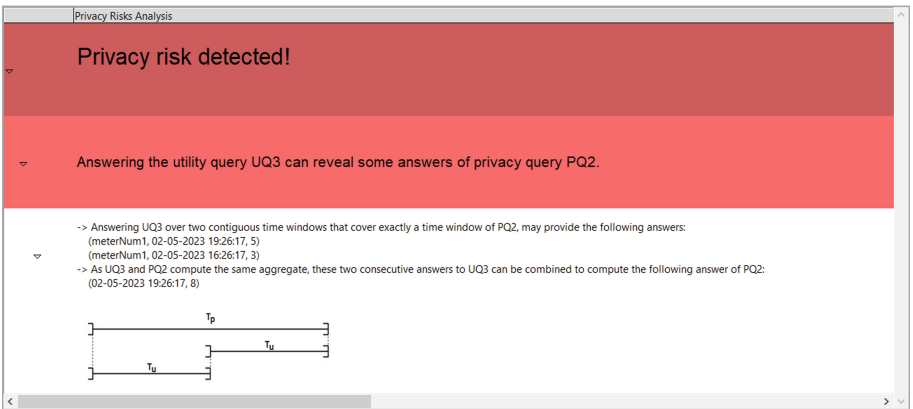 Privacy Risks Analysis
Privacy risk detected!
Answering the utility query UQ3 can reveal some answers of privacy query PQ2.
-> Answering UQ3 over two contiguous time windows that cover exactly a time window of PQ2, may provide the following answers:
(meterNum1, 02-05-2023 19:26:17, 5)
(meterNum1, 02-05-2023 16:26:17, 3)
-> As UQ3 and PQ2 compute the same aggregate, these two consecutive answers to UQ3 can be combined to compute the following answer of PQ2:
(02-05-2023 19:26:17, 8)
Tp
Tu
Tu